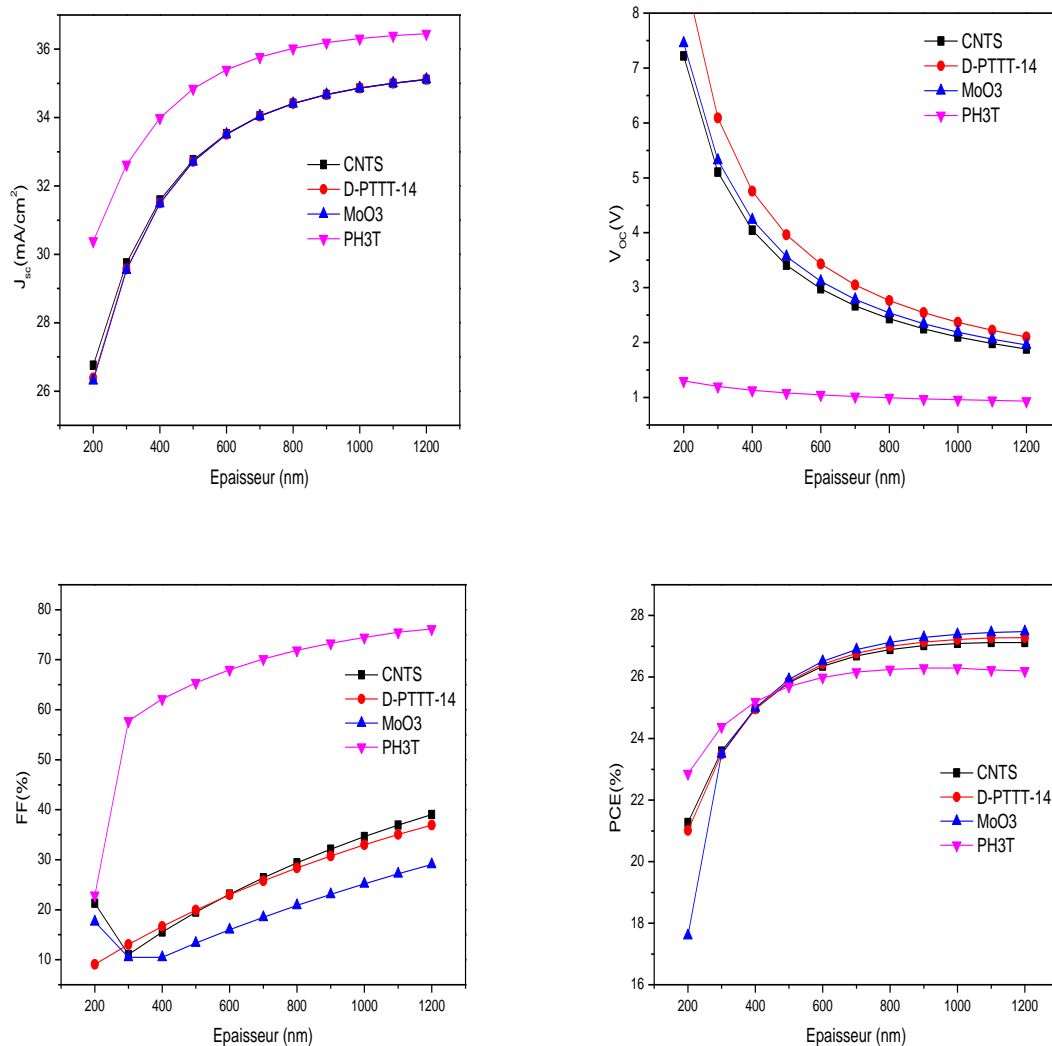 36
34
32
30
28
26
J_sc(mA/cm²)
CNTS
D-PTTT-14
MoO3
PH3T
200 400 600 800 1000 1200
Epaisseur (nm)
8
7
6
5
4
3
2
1
V_OC(V)
CNTS
D-PTTT-14
MoO3
PH3T
200 400 600 800 1000 1200
Epaisseur (nm)
80
70
60
50
40
30
20
10
FF(%)
CNTS
D-PTTT-14
MoO3
PH3T
200 400 600 800 1000 1200
Epaisseur (nm)
28
26
24
22
20
18
16
PCE(%)
CNTS
D-PTTT-14
MoO3
PH3T
200 400 600 800 1000 1200
Epaisseur (nm)